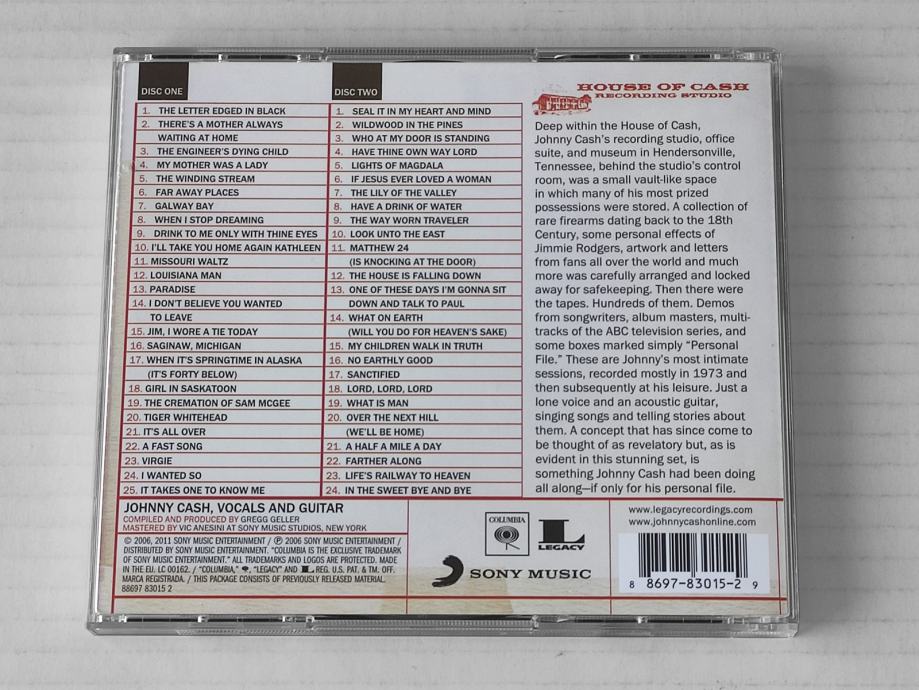 DISC ONE
1. THE LETTER EDGED IN BLACK
2. THERE'S A MOTHER ALWAYS
WAITING AT HOME
3. THE ENGINEER'S DYING CHILD
4. MY MOTHER WAS A LADY
5. THE WINDING STREAM
6. FAR AWAY PLACES
7. GALWAY BAY
8. WHEN I STOP DREAMING
9. DRINK TO ME ONLY WITH THINE EYES
10. I'LL TAKE YOU HOME AGAIN KATHLEEN
11. MISSOURI WALTZ
12. LOUISIANA MAN
13. PARADISE
14. I DON'T BELIEVE YOU WANTED
TO LEAVE
15. JIM, I WORE A TIE TODAY
16. SAGINAW, MICHIGAN
17. WHEN IT'S SPRINGTIME IN ALASKA
(IT'S FORTY BELOW)
18. GIRL IN SASKATOON
19. THE CREMATION OF SAM MCGEE
20. TIGER WHITEHEAD
21. IT'S ALL OVER
22. A FAST SONG
23. VIRGIE
24. I WANTED SO
25. IT TAKES ONE TO KNOW ME
DISC TWO
1. SEAL IT IN MY HEART AND MIND
2. WILDWOOD IN THE PINES
3. WHO AT MY DOOR IS STANDING
4. HAVE THINE OWN WAY LORD
5. LIGHTS OF MAGDALA
6. IF JESUS EVER LOVED A WOMAN
7. THE LILY OF THE VALLEY
8. HAVE A DRINK OF WATER
9. THE WAY WORN TRAVELER
10. LOOK UNTO THE EAST
11. MATTHEW 24
(IS KNOCKING AT THE DOOR)
12. THE HOUSE IS FALLING DOWN
13. ONE OF THESE DAYS I'M GONNA SIT
DOWN AND TALK TO PAUL
14. WHAT ON EARTH
(WILL YOU DO FOR HEAVEN'S SAKE)
15. MY CHILDREN WALK IN TRUTH
16. NO EARTHLY GOOD
17. SANCTIFIED
18. LORD, LORD, LORD
19. WHAT IS MAN
20. OVER THE NEXT HILL
(WE'LL BE HOME)
21. A HALF A MILE A DAY
22. FARTHER ALONG
23. LIFE'S RAILWAY TO HEAVEN
24. IN THE SWEET BYE AND BYE
HOUSE OF CASH
RECORDING STUDIO
Deep within the House of Cash,
Johnny Cash's recording studio, office
suite, and museum in Hendersonville,
Tennessee, behind the studio's control
room, was a small vault-like space
in which many of his most prized
possessions were stored. A collection of
rare firearms dating back to the 18th
Century, some personal effects of
Jimmie Rodgers, artwork and letters
from fans all over the world and much
more was carefully arranged and locked
away for safekeeping. Then there were
the tapes. Hundreds of them. Demos
from songwriters, album masters, multi-
tracks of the ABC television series, and
some boxes marked simply "Personal
File." These are Johnny's most intimate
sessions, recorded mostly in 1973 and
then subsequently at his leisure. Just a
lone voice and an acoustic guitar,
singing songs and telling stories about
them. A concept that has since come to
be thought of as revelatory but, as is
evident in this stunning set, is
something Johnny Cash had been doing
all along—if only for his personal file.
JOHNNY CASH, VOCALS AND GUITAR
COMPILED AND PRODUCED BY GREGG GELLER
MASTERED BY VIC ANESINI AT SONY MUSIC STUDIOS, NEW YORK
© 2006, 2011 SONY MUSIC ENTERTAINMENT / ℗ 2006 SONY MUSIC ENTERTAINMENT /
DISTRIBUTED BY SONY MUSIC ENTERTAINMENT. "COLUMBIA IS THE EXCLUSIVE TRADEMARK
OF SONY MUSIC ENTERTAINMENT." ALL TRADEMARKS AND LOGOS ARE PROTECTED. MADE
IN THE EU. LC 00162. / "COLUMBIA," "LEGACY" AND L REG. U.S. PAT. & TM. OFF.
MARCA REGISTRADA. / THIS PACKAGE CONSISTS OF PREVIOUSLY RELEASED MATERIAL.
88697 83015 2
COLUMBIA
L
LEGACY
SONY MUSIC
www.legacyrecordings.com
www.johnnycashonline.com
8 8697-83015-2 9